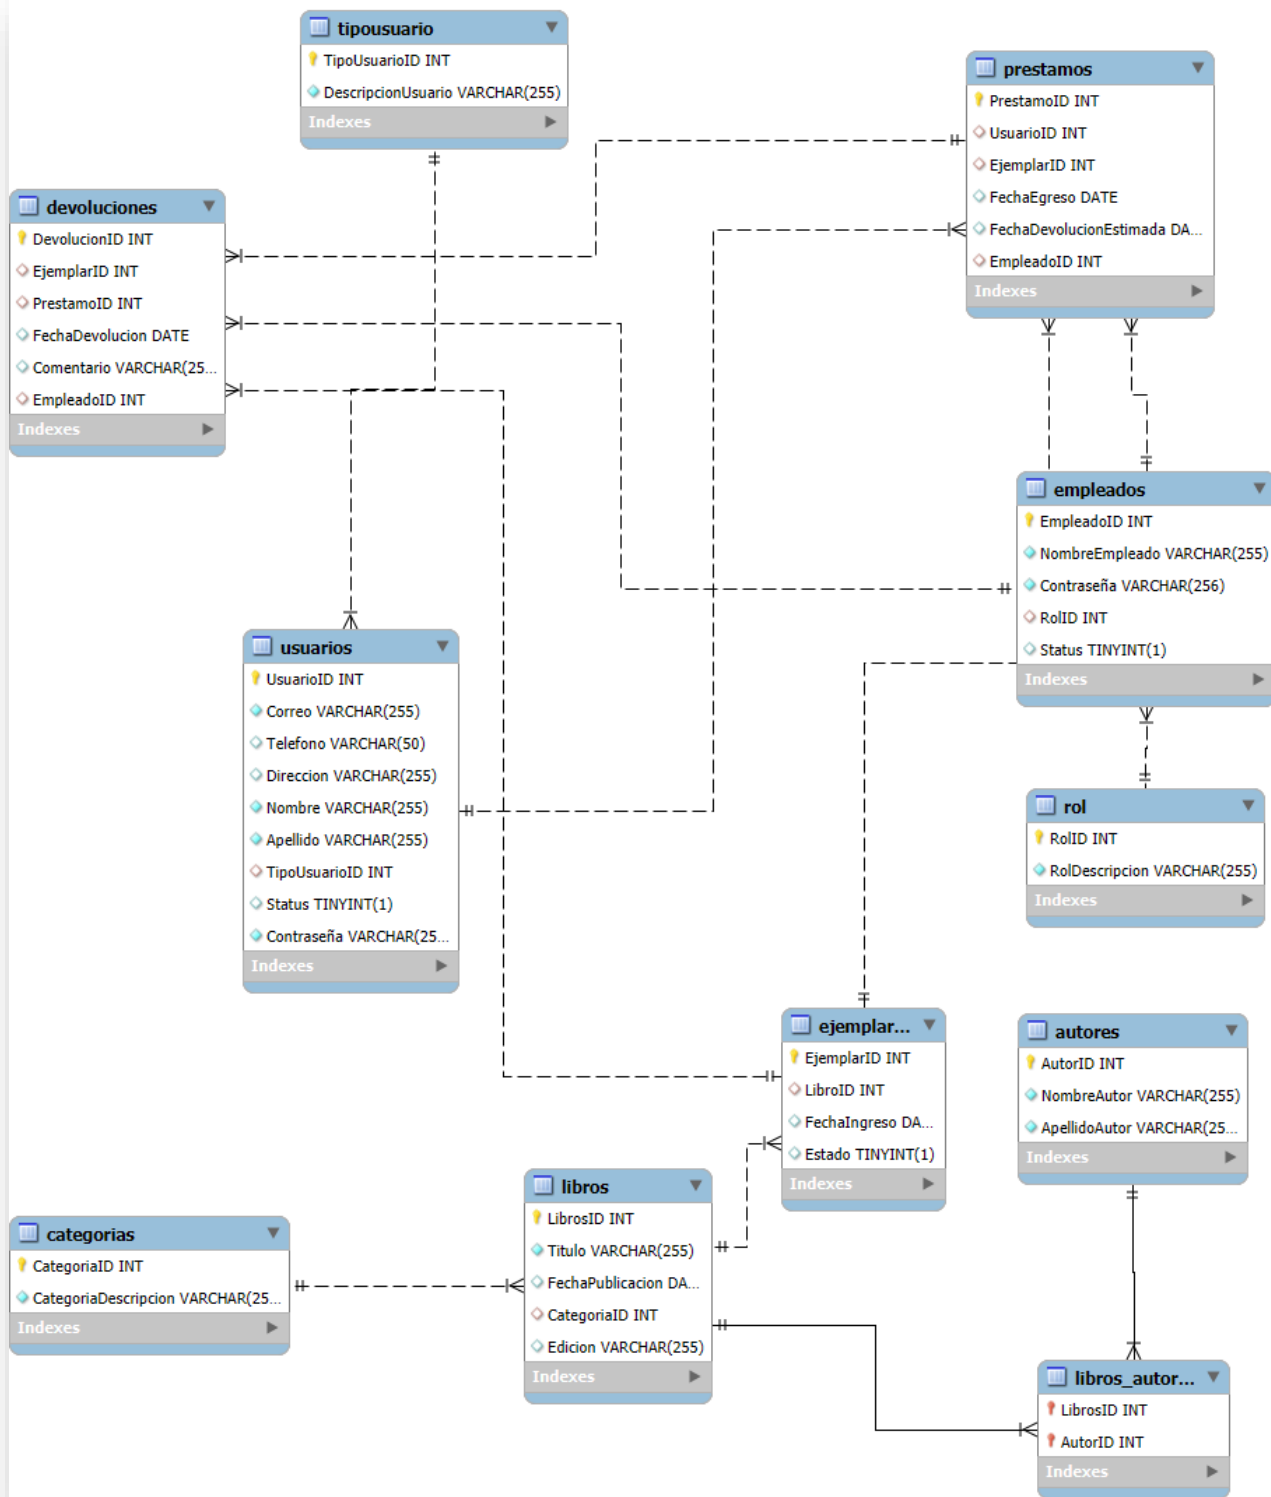 tipousuario
TipoUsuarioID INT
DescripcionUsuario VARCHAR(255)
Indexes
prestamos
PrestamoID INT
UsuarioID INT
EjemplarID INT
FechaEgreso DATE
FechaDevolucionEstimada DA...
EmpleadoID INT
Indexes
devoluciones
DevolucionID INT
EjemplarID INT
PrestamoID INT
FechaDevolucion DATE
Comentario VARCHAR(25...
EmpleadoID INT
Indexes
empleados
EmpleadoID INT
NombreEmpleado VARCHAR(255)
Contraseña VARCHAR(256)
RolID INT
Status TINYINT(1)
Indexes
usuarios
UsuarioID INT
Correo VARCHAR(255)
Telefono VARCHAR(50)
Direccion VARCHAR(255)
Nombre VARCHAR(255)
Apellido VARCHAR(255)
TipoUsuarioID INT
Status TINYINT(1)
Contraseña VARCHAR(25...
Indexes
rol
RolID INT
RolDescripcion VARCHAR(255)
Indexes
ejemplar...
EjemplarID INT
LibroID INT
FechaIngreso DA...
Estado TINYINT(1)
Indexes
autores
AutorID INT
NombreAutor VARCHAR(255)
ApellidoAutor VARCHAR(25...
Indexes
libros
LibrosID INT
Titulo VARCHAR(255)
FechaPublicacion DA...
CategoriaID INT
Edicion VARCHAR(255)
Indexes
categorias
CategoriaID INT
CategoriaDescripcion VARCHAR(25...
Indexes
libros_autor...
LibrosID INT
AutorID INT
Indexes